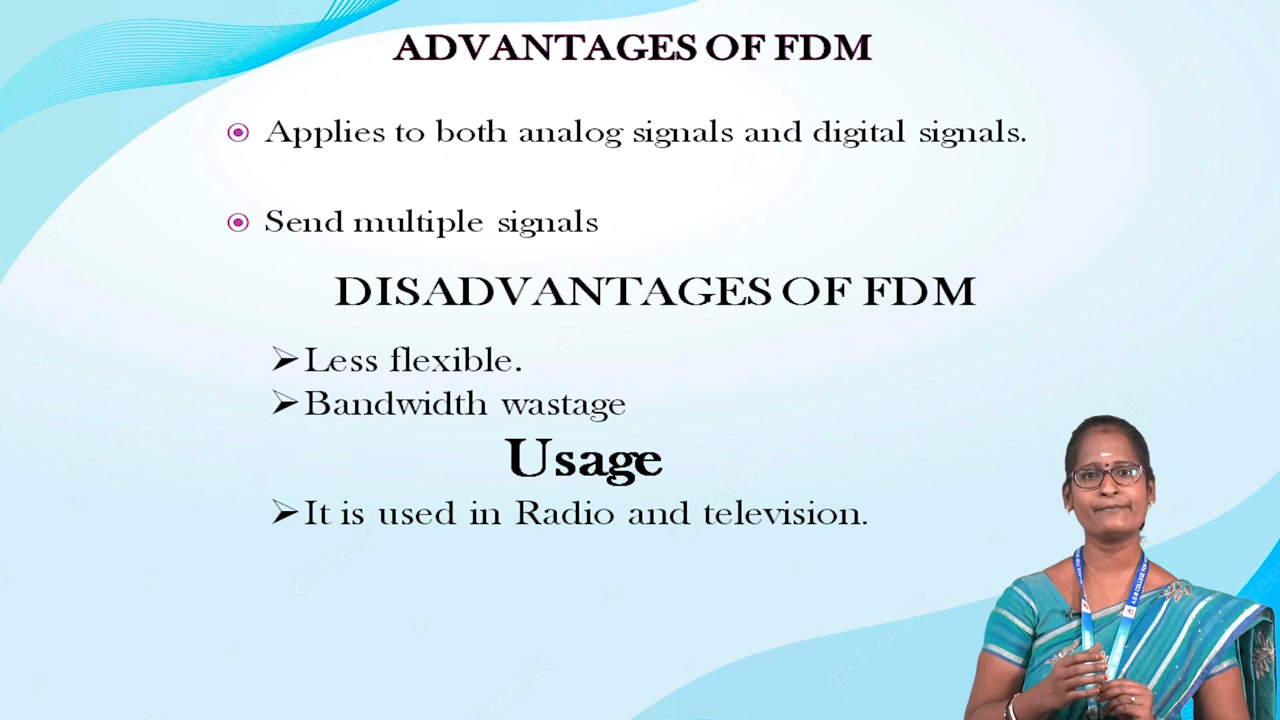 ADVANTAGES OF FDM
Applies to both analog signals and digital signals.
Send multiple signals
DISADVANTAGES OF FDM
Less flexible.
Bandwidth wastage
Usage
It is used in Radio and television.